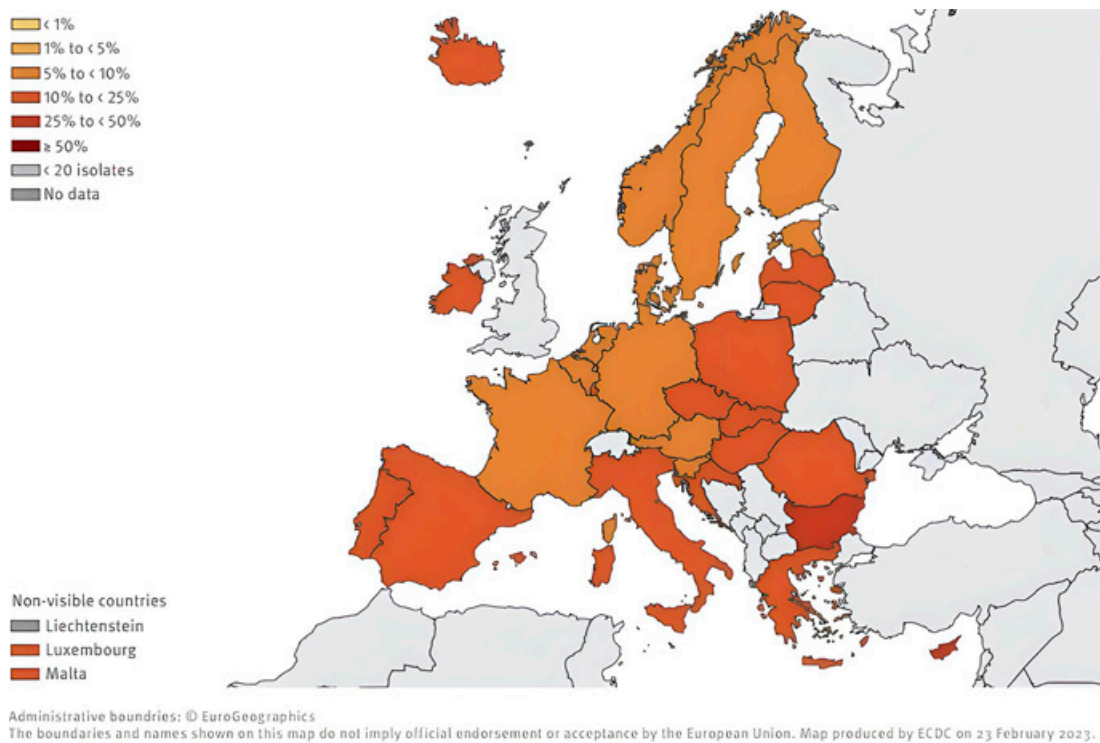 < 1%
1% to < 5%
5% to < 10%
10% to < 25%
25% to < 50%
≥ 50%
< 20 isolates
No data
Non-visible countries
Liechtenstein
Luxembourg
Malta
Administrative boundries: © EuroGeographics
The boundaries and names shown on this map do not imply official endorsement or acceptance by the European Union. Map produced by ECDC on 23 February 2023.